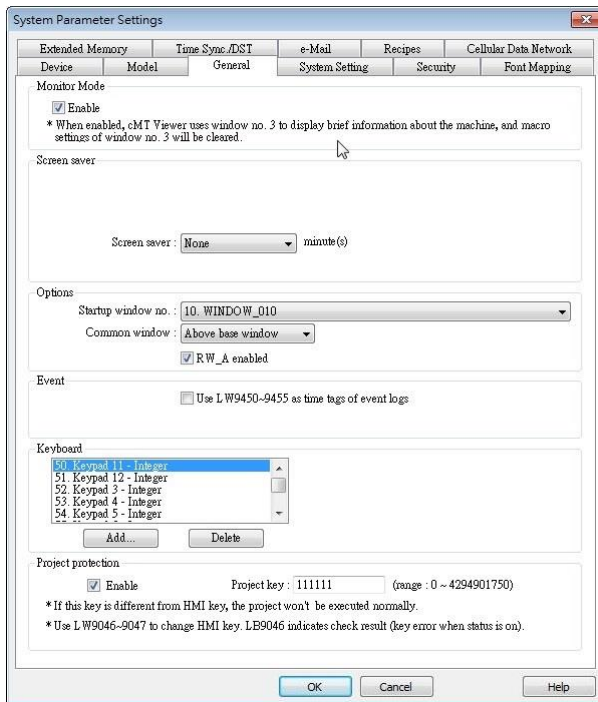 System Parameter Settings
Extended Memory Time Sync./DST e-Mail Recipes Cellular Data Network
Device Model General System Setting Security Font Mapping
Monitor Mode
Enable
* When enabled, cMT Viewer uses window no. 3 to display brief information about the machine, and macro
settings of window no. 3 will be cleared.
Screen saver
Screen saver : None minute(s)
Options
Startup window no. : 10. WINDOW_010
Common window : Above base window
RW_A enabled
Event
Use LW9450~9455 as time tags of event logs
Keyboard
50. Keypad 11 - Integer
51. Keypad 12 - Integer
52. Keypad 3 - Integer
53. Keypad 4 - Integer
54. Keypad 5 - Integer
Add... Delete
Project protection
Enable Project key : 111111 (range : 0 ~ 4294901750)
* If this key is different from HMI key, the project won't be executed normally.
* Use LW9046~9047 to change HMI key. LB9046 indicates check result (key error when status is on).
OK Cancel Help